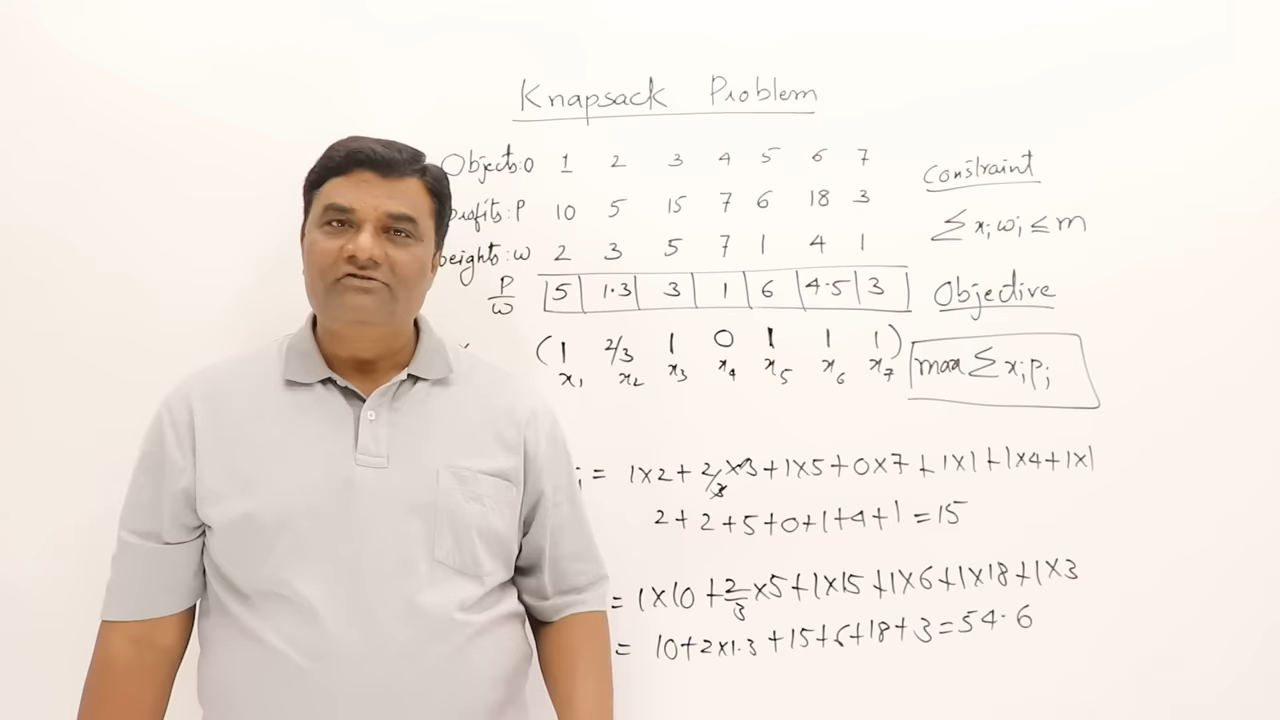 Knapsack Problem
Objects:O 1 2 3 4 5 6 7
rofits:P 10 5 15 7 6 18 3
eights:w 2 3 5 7 1 4 1
P/w 5 1.3 3 1 6 4.5 3
(1 2/3 1 0 1 1 1)
x₁ x₂ x₃ x₄ x₅ x₆ x₇
Constraint
∑xᵢwᵢ ≤ m
Objective
max ∑xᵢpᵢ
ᵢ = 1×2+2/3×3+1×5+0×7+1×1+1×4+1×1
2+2+5+0+1+4+1=15
= 1×10+2/3×5+1×15+1×6+1×18+1×3
= 10+2×1.3+15+6+18+3=54.6